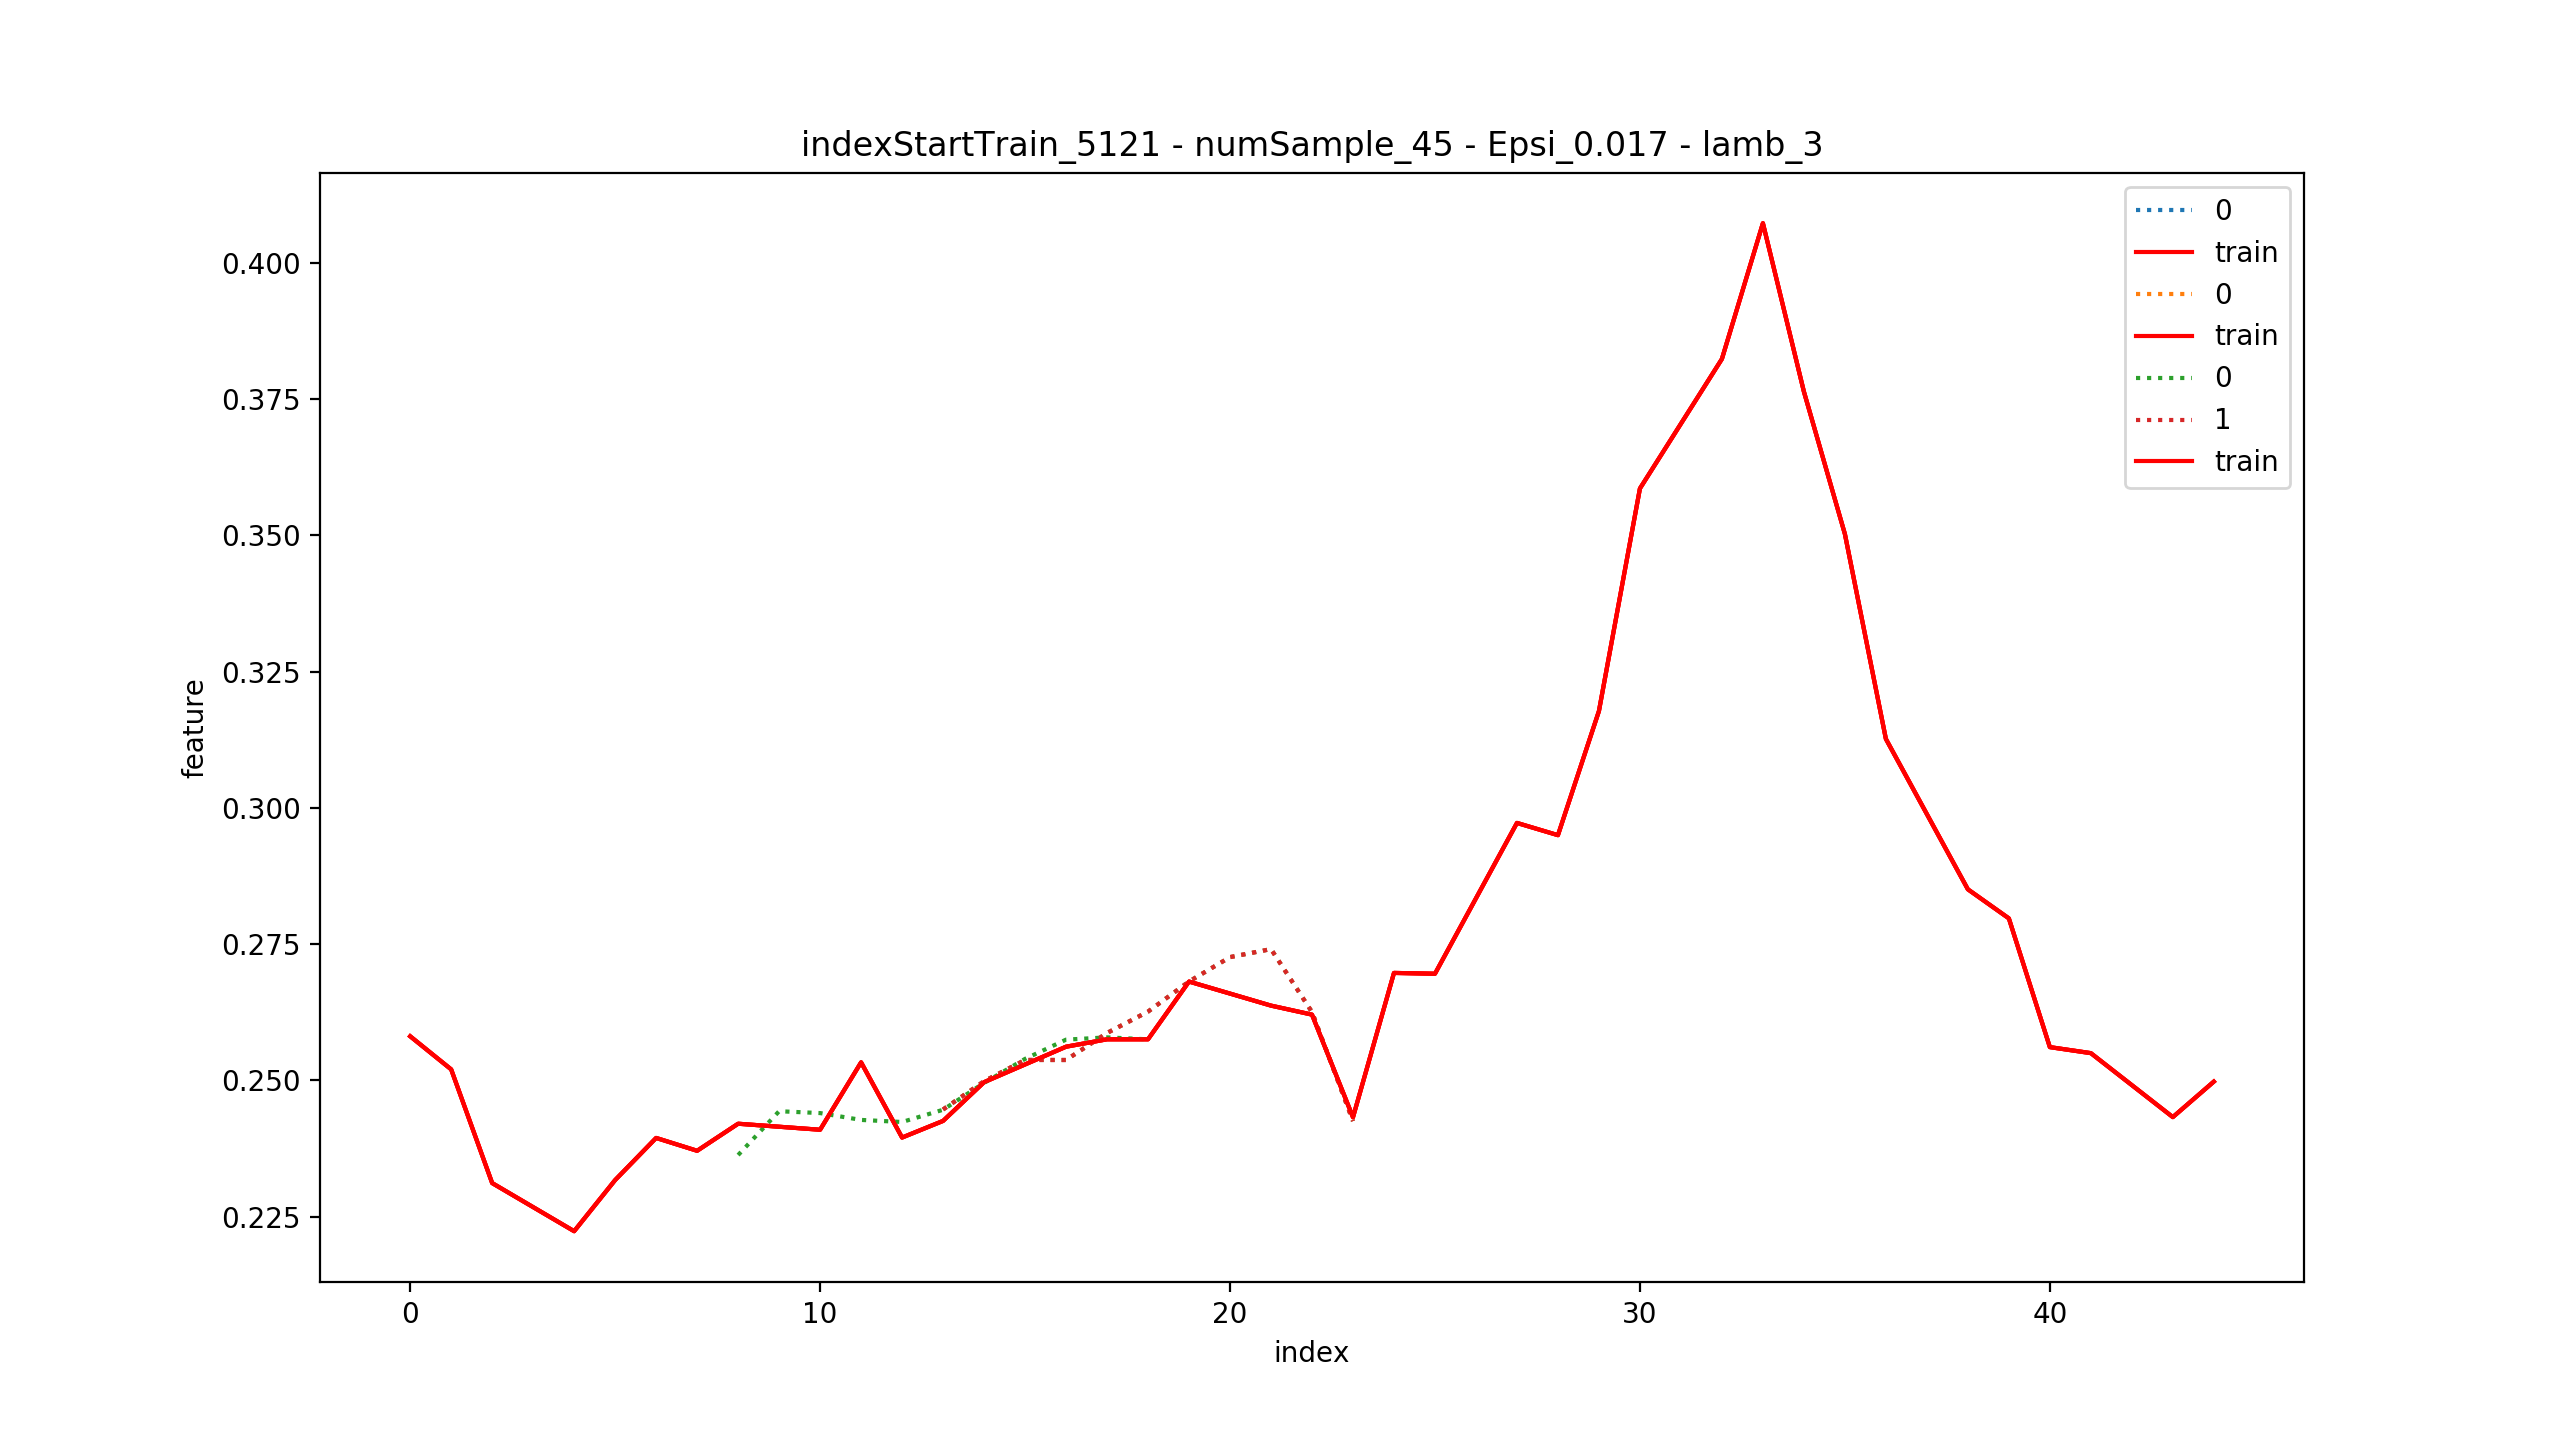 indexStartTrain_5121 - numSample_45 - Epsi_0.017 - lamb_3
0
train
0
train
0
1
train
0.400
0.375
0.350
0.325
0.300
0.275
0.250
0.225
feature
0 10 20 30 40
index